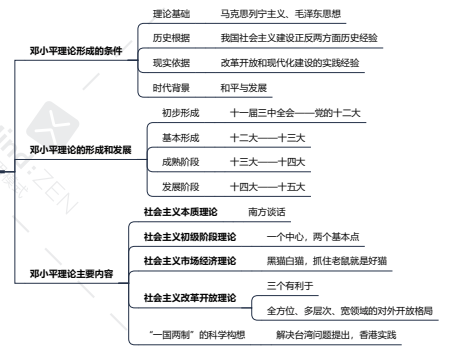 邓小平理论形成的条件
理论基础 马克思列宁主义、毛泽东思想
历史根据 我国社会主义建设正反两方面历史经验
现实依据 改革开放和现代化建设的实践经验
时代背景 和平与发展
邓小平理论的形成和发展
初步形成 十一届三中全会——党的十二大
基本形成 十二大——十三大
成熟阶段 十三大——十四大
发展阶段 十四大——十五大
邓小平理论主要内容
社会主义本质理论 南方谈话
社会主义初级阶段理论 一个中心，两个基本点
社会主义市场经济理论 黑猫白猫，抓住老鼠就是好猫
社会主义改革开放理论
三个有利于
全方位、多层次、宽领域的对外开放格局
“一国两制”的科学构想 解决台湾问题提出，香港实践